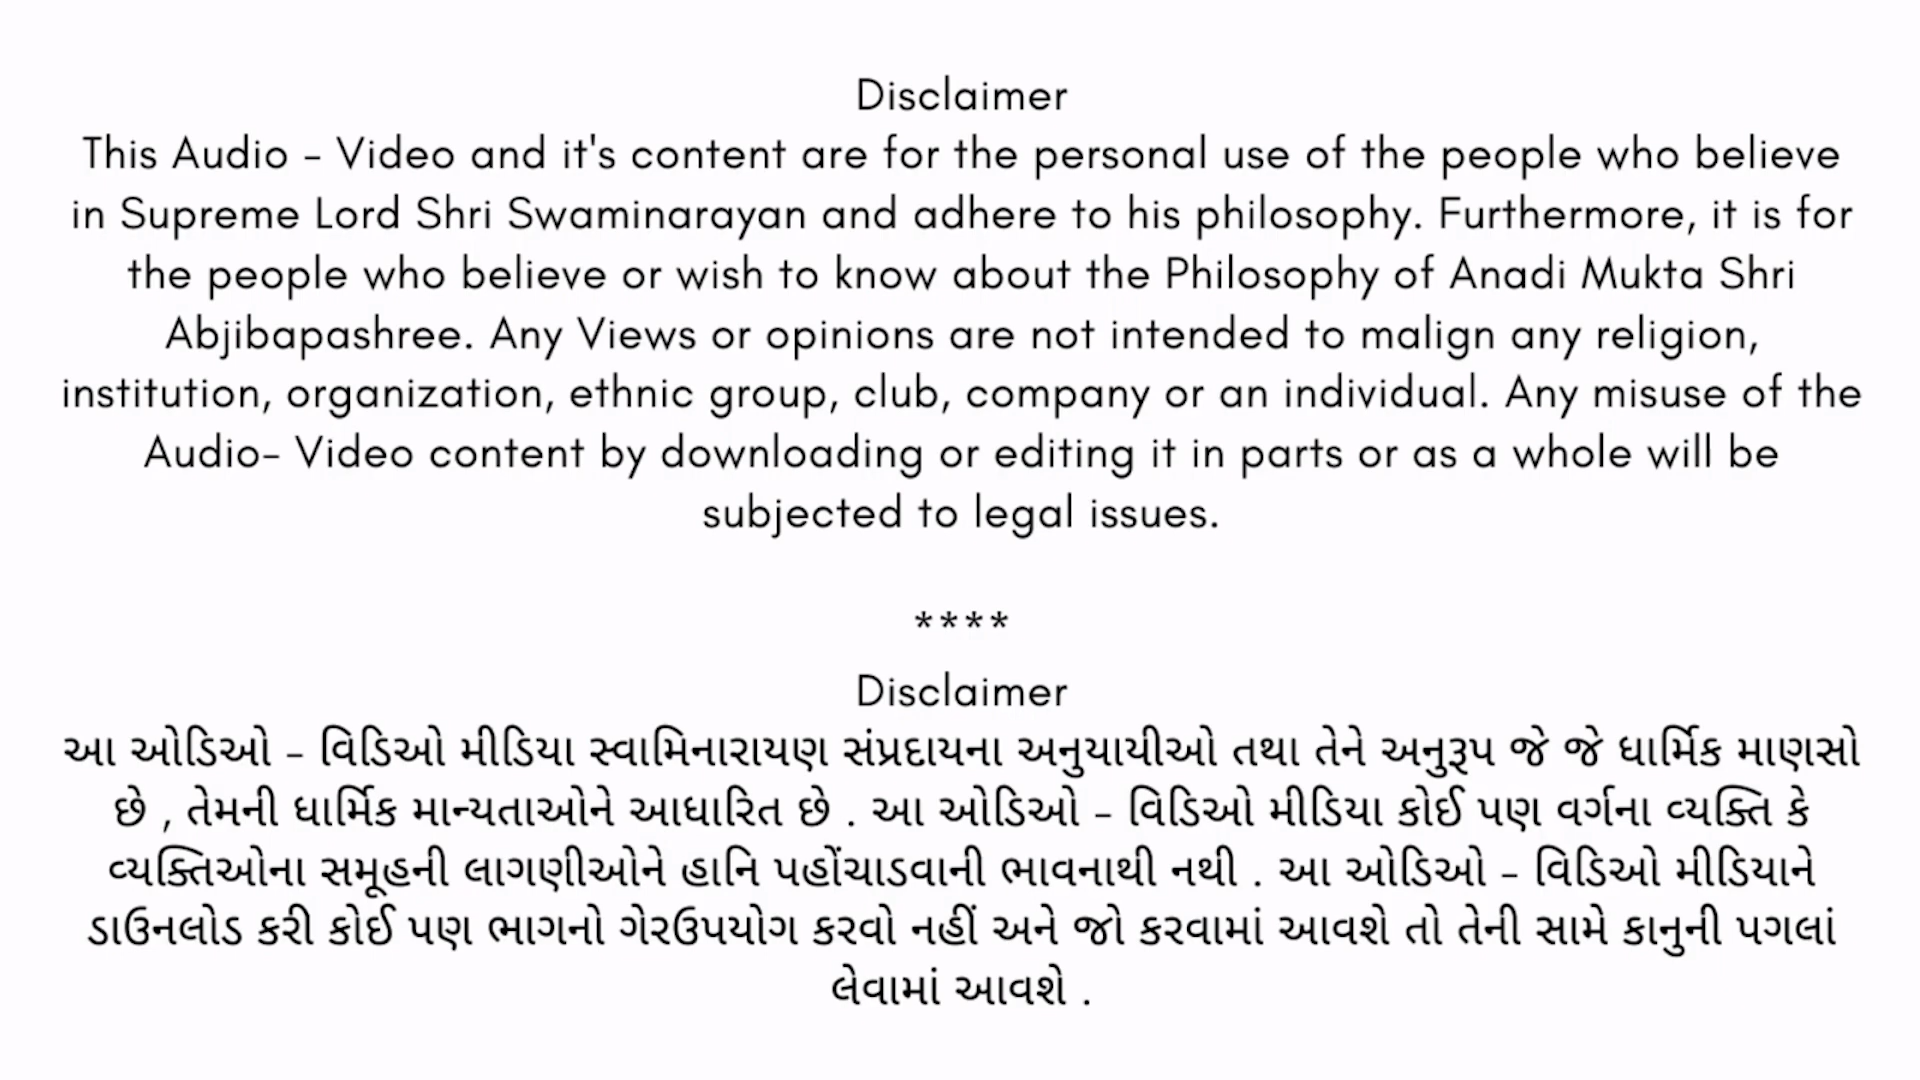 Disclaimer
This Audio - Video and it's content are for the personal use of the people who believe
in Supreme Lord Shri Swaminarayan and adhere to his philosophy. Furthermore, it is for
the people who believe or wish to know about the Philosophy of Anadi Mukta Shri
Abjibapashree. Any Views or opinions are not intended to malign any religion,
institution, organization, ethnic group, club, company or an individual. Any misuse of the
Audio- Video content by downloading or editing it in parts or as a whole will be
subjected to legal issues.
****
Disclaimer
આ ઓડિઓ - વિડિઓ મીડિયા સ્વામિનારાયણ સંપ્રદાયના અનુયાયીઓ તથા તેને અનુરૂપ જે જે ધાર્મિક માણસો
છે , તેમની ધાર્મિક માન્યતાઓને આધારિત છે . આ ઓડિઓ - વિડિઓ મીડિયા કોઈ પણ વર્ગના વ્યક્તિ કે
વ્યક્તિઓના સમૂહની લાગણીઓને હાનિ પહોંચાડવાની ભાવનાથી નથી . આ ઓડિઓ - વિડિઓ મીડિયાને
ડાઉનલોડ કરી કોઈ પણ ભાગનો ગેરઉપયોગ કરવો નહીં અને જો કરવામાં આવશે તો તેની સામે કાનુની પગલાં
લેવામાં આવશે .